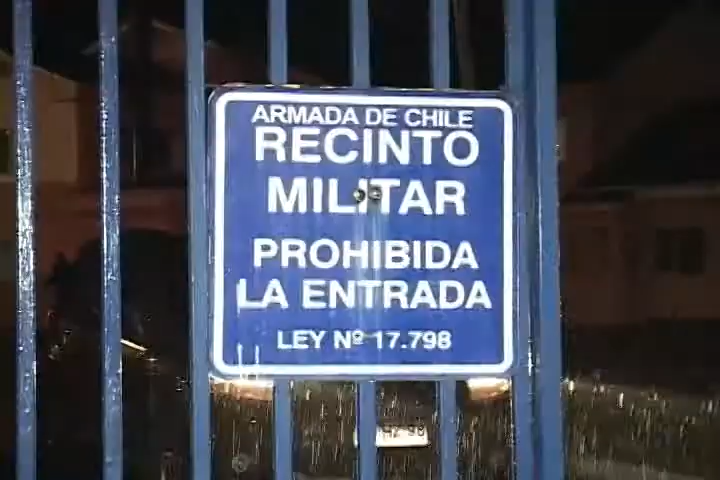 ARMADA DE CHILE
RECINTO
MILITAR
PROHIBIDA
LA ENTRADA
LEY Nº 17.798